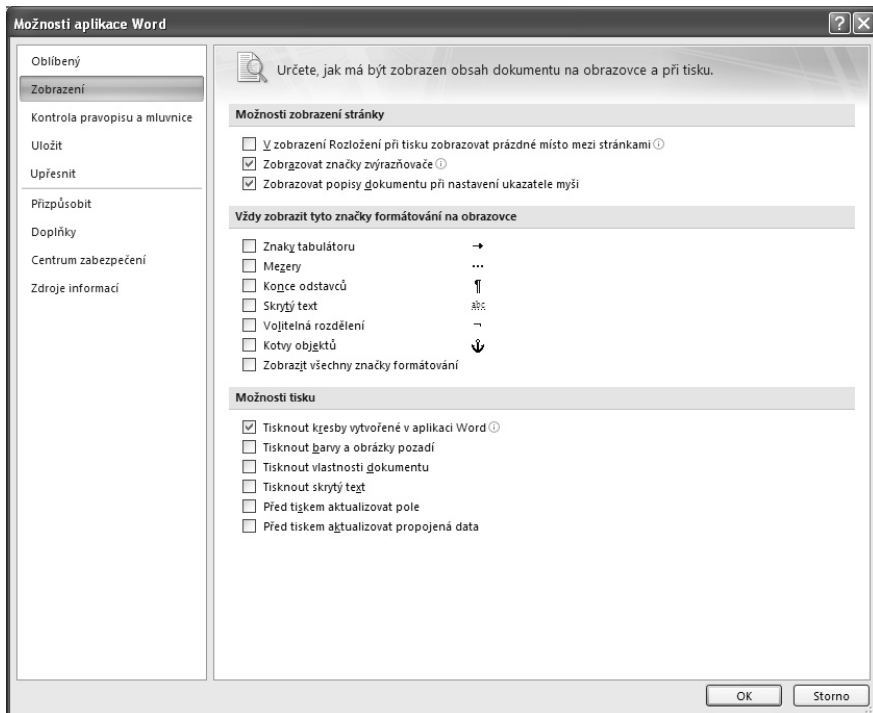 Možnosti aplikace Word
Oblíbený
Zobrazení
Kontrola pravopisu a mluvnice
Uložit
Upřesnit
Přizpůsobit
Doplňky
Centrum zabezpečení
Zdroje informací
Určete, jak má být zobrazen obsah dokumentu na obrazovce a při tisku.
Možnosti zobrazení stránky
V zobrazení Rozložení při tisku zobrazovat prázdné místo mezi stránkami
Zobrazovat značky zvýrazňovače
Zobrazovat popisy dokumentu při nastavení ukazatele myši
Vždy zobrazit tyto značky formátování na obrazovce
Znaky tabulátoru →
Mezery ···
Konce odstavců ¶
Skrytý text abc
Volitelná rozdělení ¬
Kotvy objektů
Zobrazit všechny značky formátování
Možnosti tisku
Tisknout kresby vytvořené v aplikaci Word
Tisknout barvy a obrázky pozadí
Tisknout vlastnosti dokumentu
Tisknout skrytý text
Před tiskem aktualizovat pole
Před tiskem aktualizovat propojená data
OK Storno